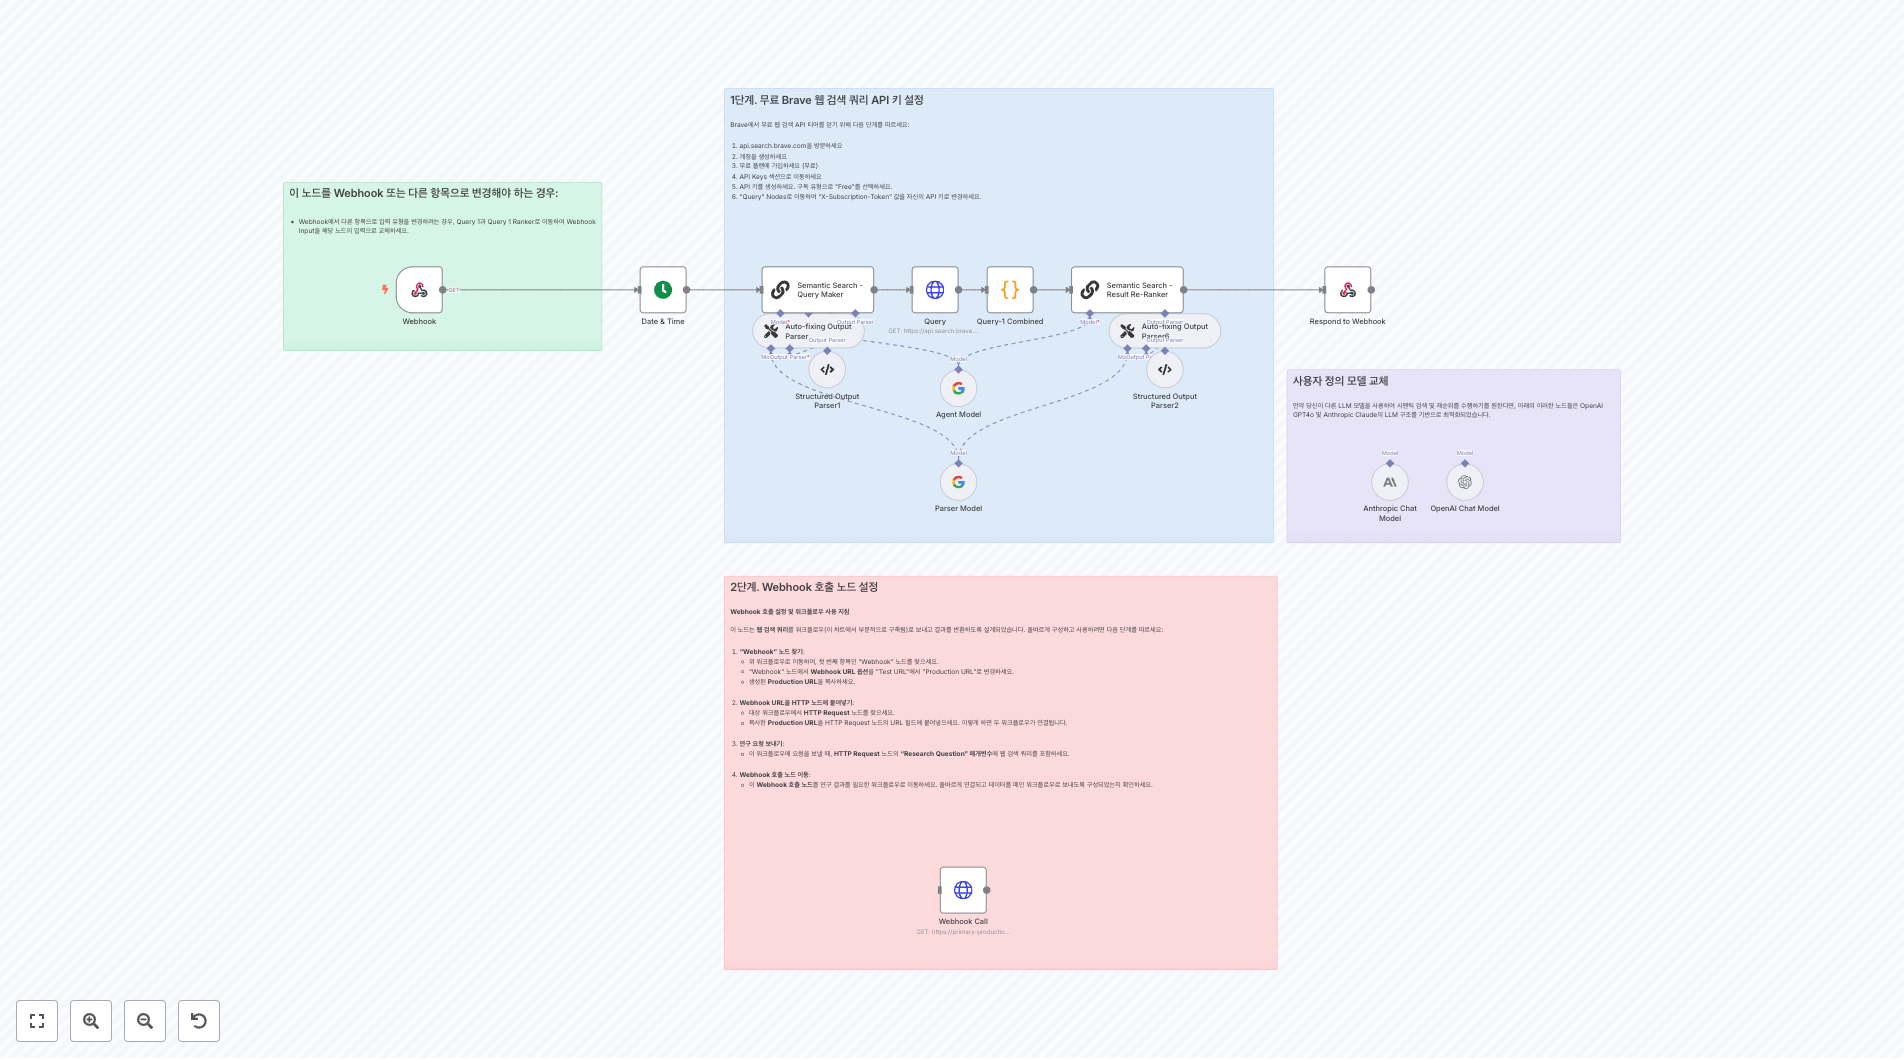 1단계. 무료 Brave 웹 검색 쿼리 API 키 설정
Brave에서 무료 웹 검색 API 티어를 얻기 위해 다음 단계를 따르세요:
1. api.search.brave.com을 방문하세요
2. 계정을 생성하세요
3. 무료 플랜에 가입하세요 (무료)
4. API Keys 섹션으로 이동하세요
5. API 키를 생성하세요. 구독 유형으로 "Free"를 선택하세요.
6. "Query" Nodes로 이동하여 "X-Subscription-Token" 값을 자신의 API 키로 변경하세요.
이 노드를 Webhook 또는 다른 항목으로 변경해야 하는 경우:
Webhook에서 다른 항목으로 입력 유형을 변경하려는 경우, Query 1과 Query 1 Ranker로 이동하여 Webhook
Input을 해당 노드의 입력으로 교체하세요.
GET
Webhook
Date & Time
Semantic Search -
Query Maker
Model*
Output Parser
Auto-fixing Output
Parser
Output Parser
Output Parser*
Structured Output
Parser1
Query
GET: https://api.search.brave...
Query-1 Combined
Semantic Search -
Result Re-Ranker
Model*
Output Parser
Auto-fixing Output
Parser6
Output Parser
Structured Output
Parser2
Model
Agent Model
Model
Parser Model
Respond to Webhook
사용자 정의 모델 교체
만약 당신이 다른 LLM 모델을 사용하여 시맨틱 검색 및 재순위를 수행하기를 원한다면, 아래의 이러한 노드들은 OpenAI
GPT4o 및 Anthropic Claude의 LLM 구조를 기반으로 최적화되었습니다.
Model
Anthropic Chat
Model
Model
OpenAI Chat Model
2단계. Webhook 호출 노드 설정
Webhook 호출 설정 및 워크플로우 사용 지침
이 노드는 웹 검색 쿼리를 워크플로우(이 차트에서 부분적으로 구축됨)로 보내고 결과를 반환하도록 설계되었습니다. 올바르게 구성하고 사용하려면 다음 단계를 따르세요:
1. "Webhook" 노드 찾기:
위 워크플로우로 이동하여, 첫 번째 항목인 "Webhook" 노드를 찾으세요.
"Webhook" 노드에서 Webhook URL 옵션을 "Test URL"에서 "Production URL"로 변경하세요.
생성된 Production URL을 복사하세요.
2. Webhook URL을 HTTP 노드에 붙여넣기:
대상 워크플로우에서 HTTP Request 노드를 찾으세요.
복사한 Production URL을 HTTP Request 노드의 URL 필드에 붙여넣으세요. 이렇게 하면 두 워크플로우가 연결됩니다.
3. 연구 요청 보내기:
이 워크플로우에 요청을 보낼 때, HTTP Request 노드의 "Research Question" 매개변수에 웹 검색 쿼리를 포함하세요.
4. Webhook 호출 노드 이동:
이 Webhook 호출 노드를 연구 결과를 필요한 워크플로우로 이동하세요. 올바르게 연결되고 데이터를 메인 워크플로우로 보내도록 구성되었는지 확인하세요.
Webhook Call
GET: https://primary-productio...